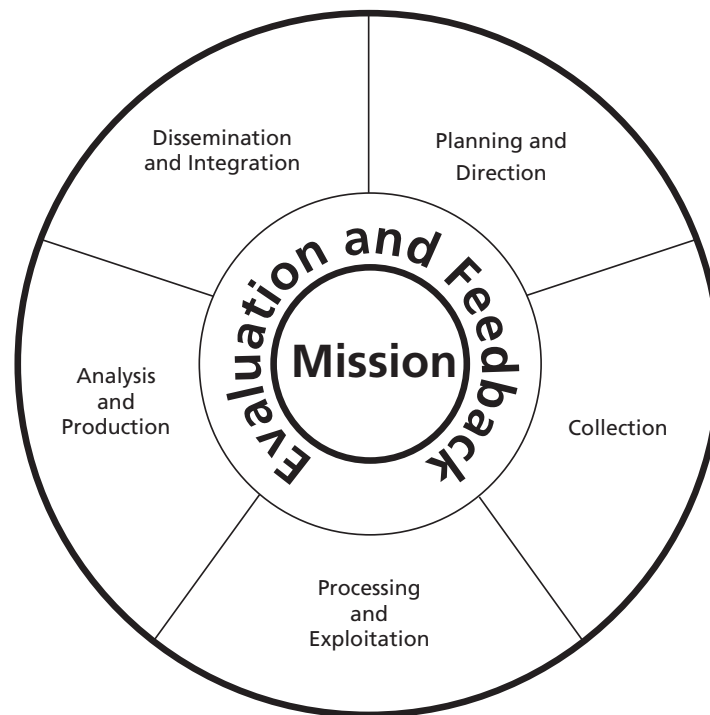 Dissemination
and Integration
Planning and
Direction
Evaluation and Feedback
Mission
Analysis
and
Production
Collection
Processing
and
Exploitation